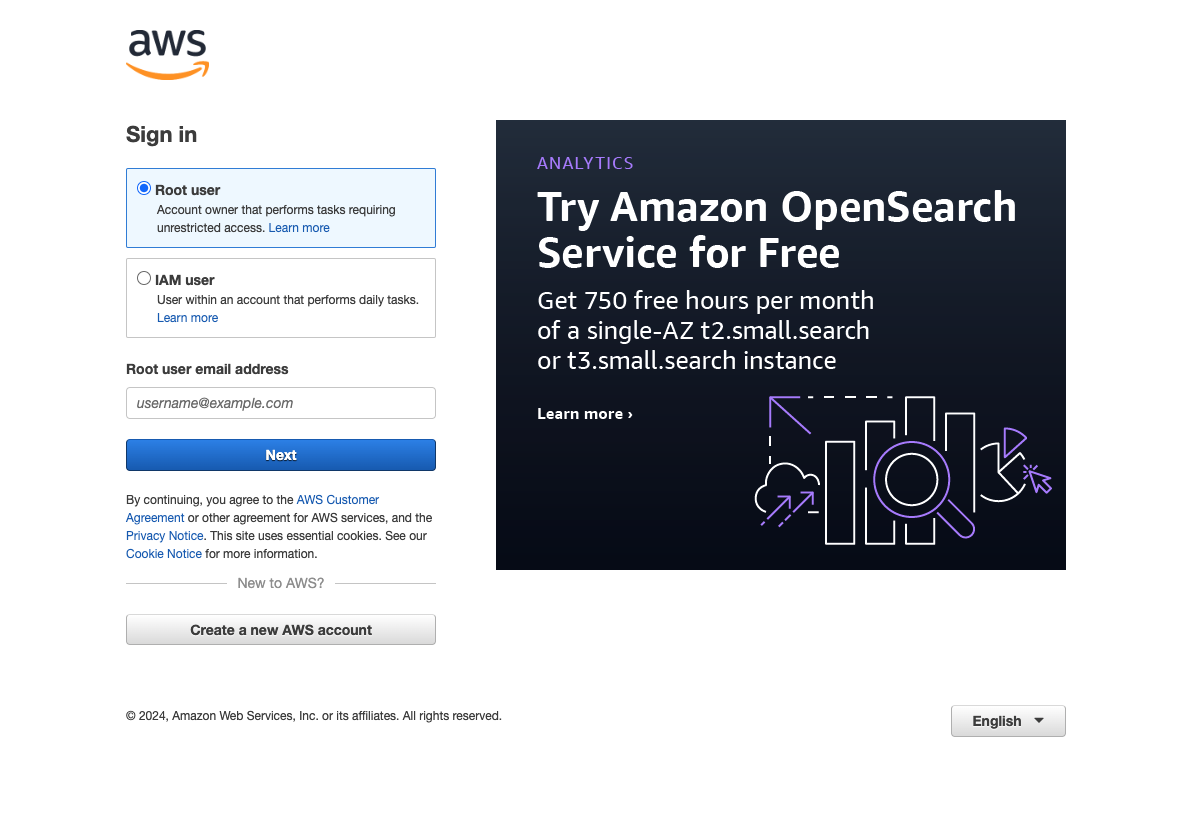 aws
Sign in
Root user
Account owner that performs tasks requiring
unrestricted access. Learn more
IAM user
User within an account that performs daily tasks.
Learn more
Root user email address
username@example.com
Next
By continuing, you agree to the AWS Customer
Agreement or other agreement for AWS services, and the
Privacy Notice. This site uses essential cookies. See our
Cookie Notice for more information.
New to AWS?
Create a new AWS account
ANALYTICS
Try Amazon OpenSearch
Service for Free
Get 750 free hours per month
of a single-AZ t2.small.search
or t3.small.search instance
Learn more ›
© 2024, Amazon Web Services, Inc. or its affiliates. All rights reserved.
English